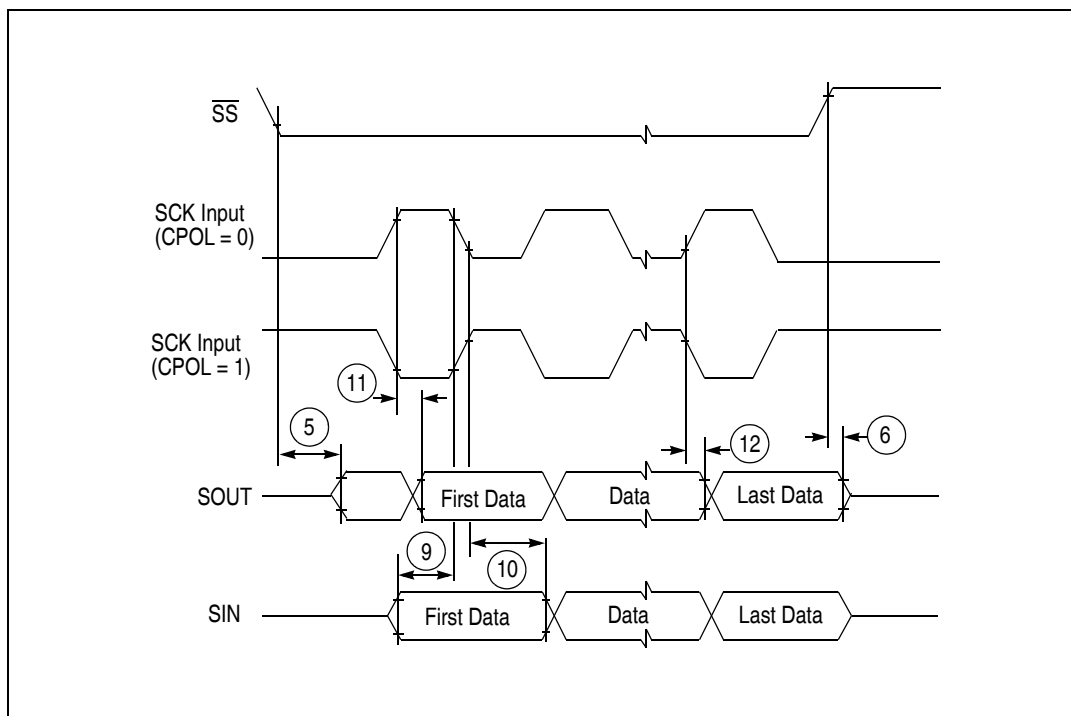 SS
SCK Input
(CPOL = 0)
SCK Input
(CPOL = 1)
11
5
12
6
SOUT
First Data
Data
Last Data
9
10
SIN
First Data
Data
Last Data